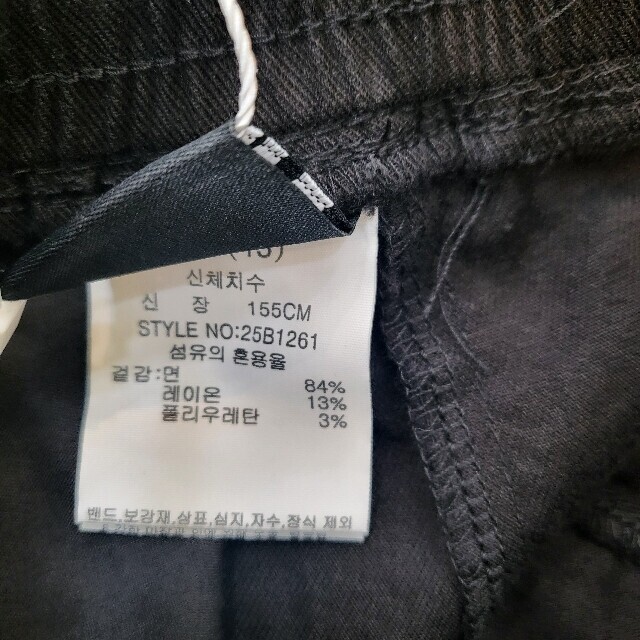 신체치수
신 장 155CM
STYLE NO:25B1261
섬유의 혼용율
겉감:면 84%
레이온 13%
폴리우레탄 3%
밴드 보강재,상표,심지,자수,장식 제외